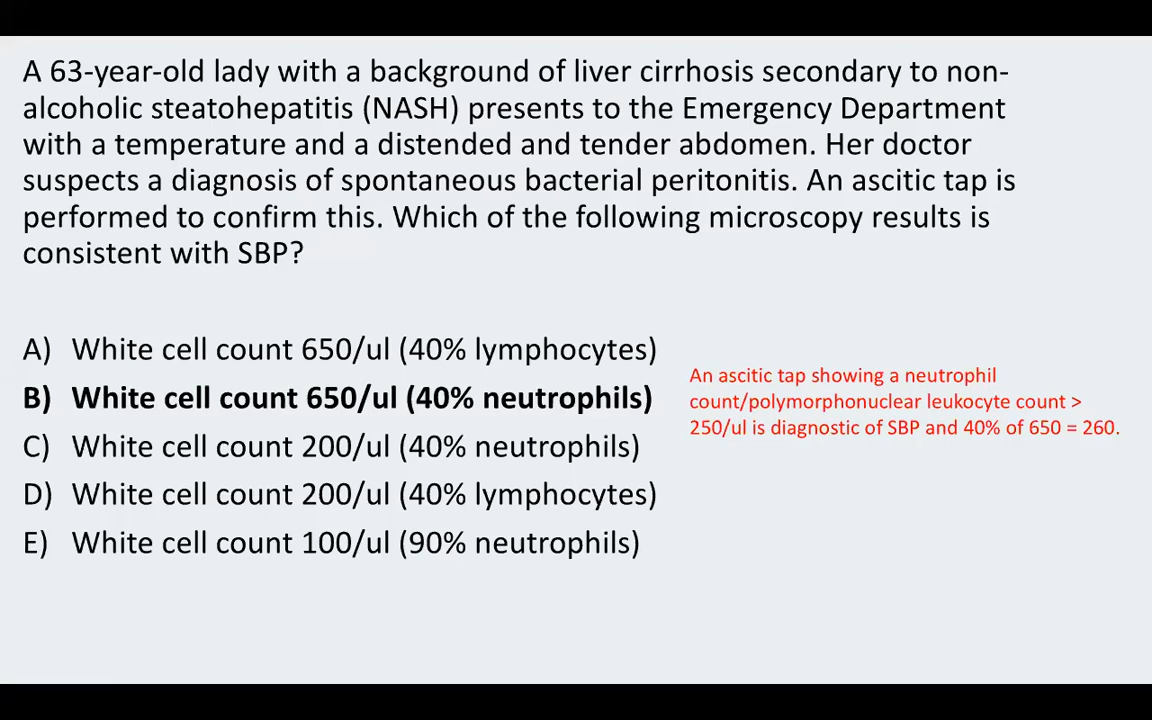 A 63-year-old lady with a background of liver cirrhosis secondary to non-
alcoholic steatohepatitis (NASH) presents to the Emergency Department
with a temperature and a distended and tender abdomen. Her doctor
suspects a diagnosis of spontaneous bacterial peritonitis. An ascitic tap is
performed to confirm this. Which of the following microscopy results is
consistent with SBP?
A) White cell count 650/ul (40% lymphocytes)
B) White cell count 650/ul (40% neutrophils)
C) White cell count 200/ul (40% neutrophils)
D) White cell count 200/ul (40% lymphocytes)
E) White cell count 100/ul (90% neutrophils)
An ascitic tap showing a neutrophil
count/polymorphonuclear leukocyte count >
250/ul is diagnostic of SBP and 40% of 650 = 260.